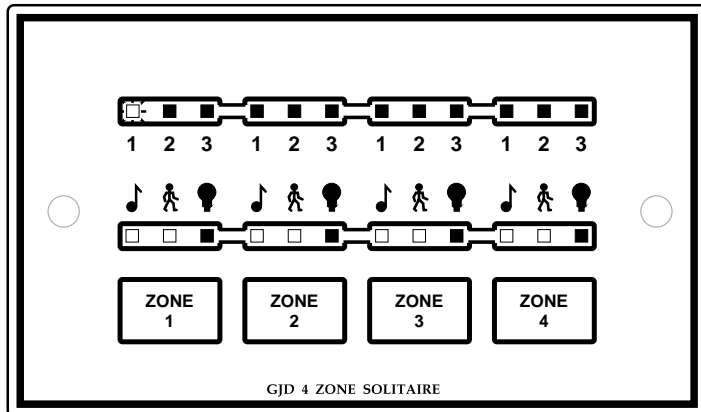 1 2 3 1 2 3 1 2 3 1 2 3
ZONE 1
ZONE 2
ZONE 3
ZONE 4
GJD 4 ZONE SOLITAIRE